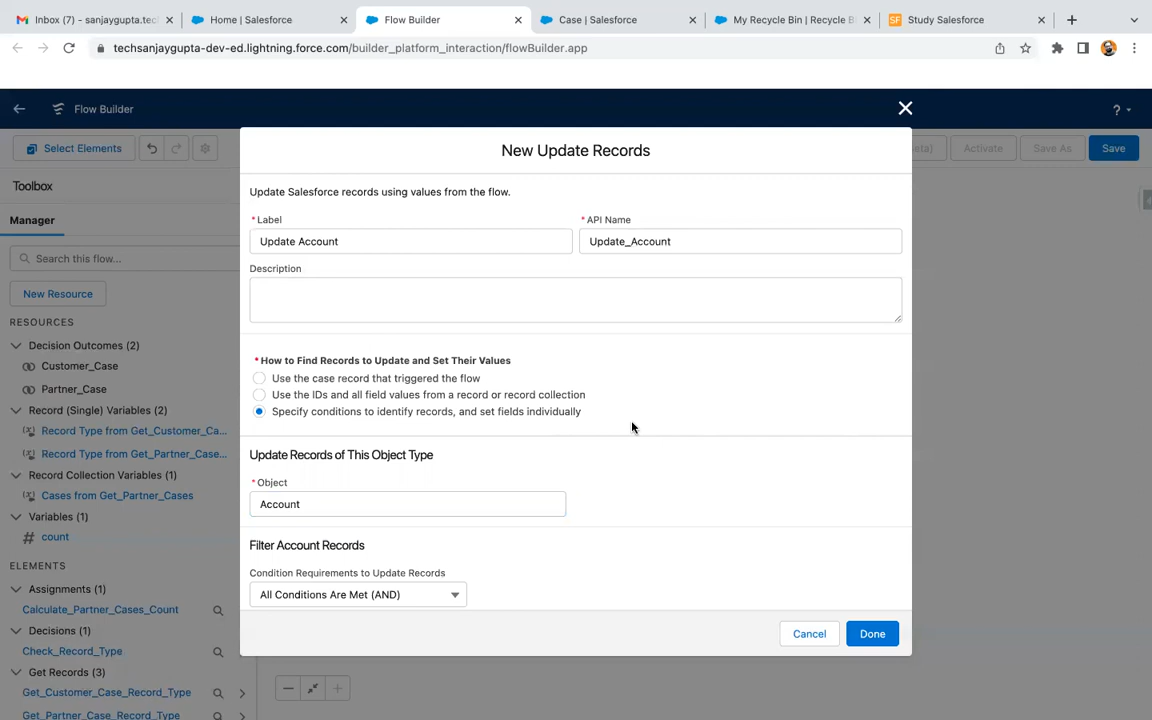 Inbox (7) - sanjaygupta.tec
Home | Salesforce
Flow Builder
Case | Salesforce
My Recycle Bin | Recycle B
SF Study Salesforce
techsanjaygupta-dev-ed.lightning.force.com/builder_platform_interaction/flowBuilder.app
Flow Builder
?
Select Elements
eta)
Activate
Save As
Save
Toolbox
Manager
Search this flow...
New Resource
RESOURCES
Decision Outcomes (2)
Customer_Case
Partner_Case
Record (Single) Variables (2)
Record Type from Get_Customer_Ca...
Record Type from Get_Partner_Case...
Record Collection Variables (1)
Cases from Get_Partner_Cases
Variables (1)
# count
ELEMENTS
Assignments (1)
Calculate_Partner_Cases_Count
Decisions (1)
Check_Record_Type
Get Records (3)
Get_Customer_Case_Record_Type
Get_Partner_Case_Record_Type
New Update Records
Update Salesforce records using values from the flow.
* Label
* API Name
Update Account
Update_Account
Description
* How to Find Records to Update and Set Their Values
Use the case record that triggered the flow
Use the IDs and all field values from a record or record collection
Specify conditions to identify records, and set fields individually
Update Records of This Object Type
* Object
Account
Filter Account Records
Condition Requirements to Update Records
All Conditions Are Met (AND)
Cancel
Done